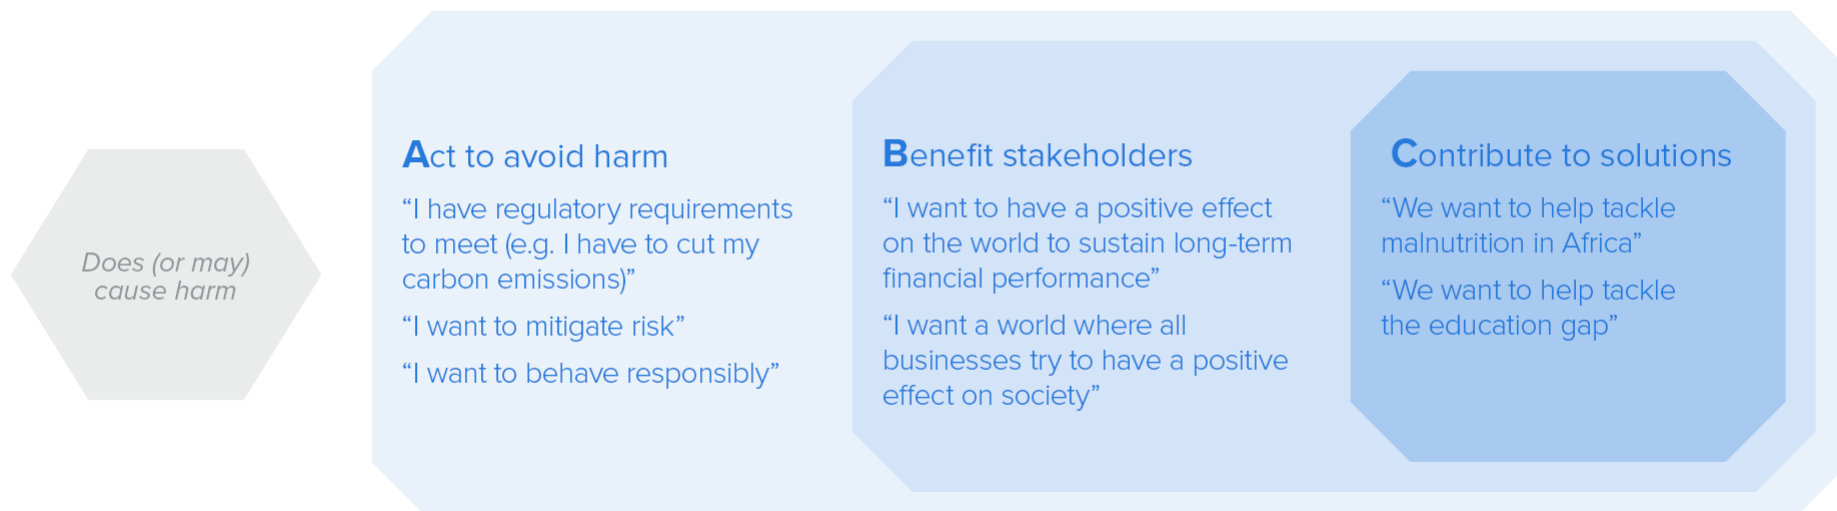 Does (or may)
cause harm
Act to avoid harm
“I have regulatory requirements
to meet (e.g. I have to cut my
carbon emissions)”
“I want to mitigate risk”
“I want to behave responsibly”
Benefit stakeholders
“I want to have a positive effect
on the world to sustain long-term
financial performance”
“I want a world where all
businesses try to have a positive
effect on society”
Contribute to solutions
“We want to help tackle
malnutrition in Africa”
“We want to help tackle
the education gap”